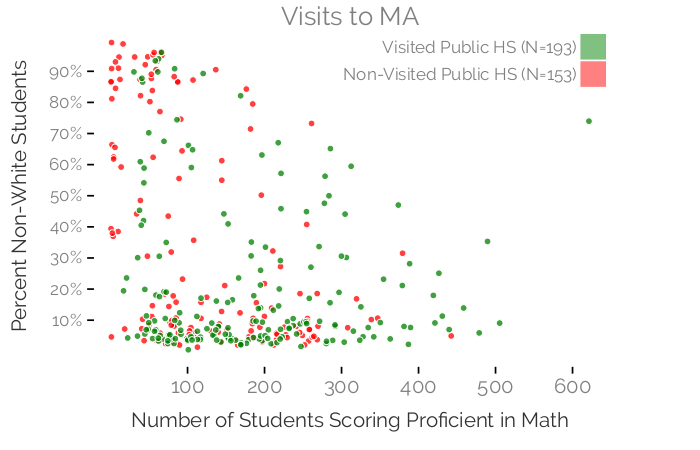 Visits to MA
Visited Public HS (N=193)
Non-Visited Public HS (N=153)
Percent Non-White Students
90%
80%
70%
60%
50%
40%
30%
20%
10%
100 200 300 400 500 600
Number of Students Scoring Proficient in Math